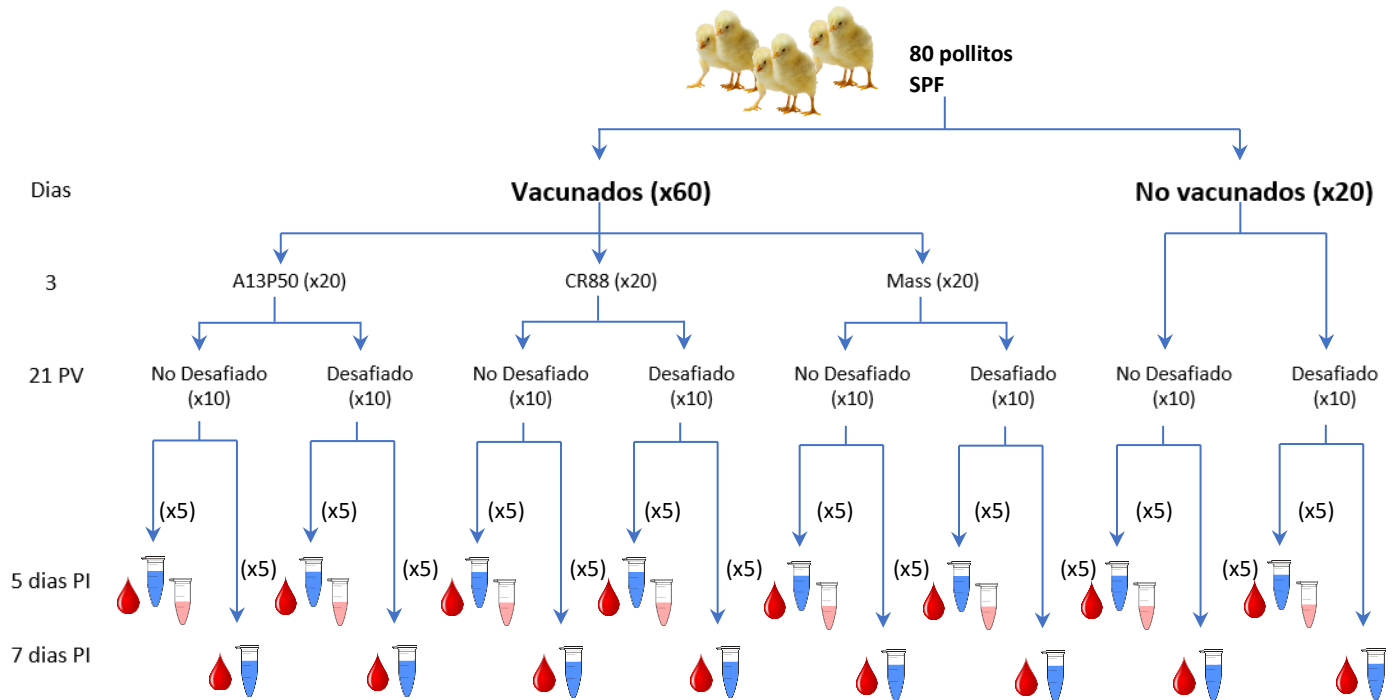 80 pollitos
SPF
Dias
Vacunados (x60)
No vacunados (x20)
3
A13P50 (x20)
CR88 (x20)
Mass (x20)
21 PV
No Desafiado
(x10)
Desafiado
(x10)
No Desafiado
(x10)
Desafiado
(x10)
No Desafiado
(x10)
Desafiado
(x10)
No Desafiado
(x10)
Desafiado
(x10)
(x5)
(x5)
(x5)
(x5)
(x5)
(x5)
(x5)
(x5)
5 dias PI
(x5)
(x5)
(x5)
(x5)
(x5)
(x5)
(x5)
7 dias PI